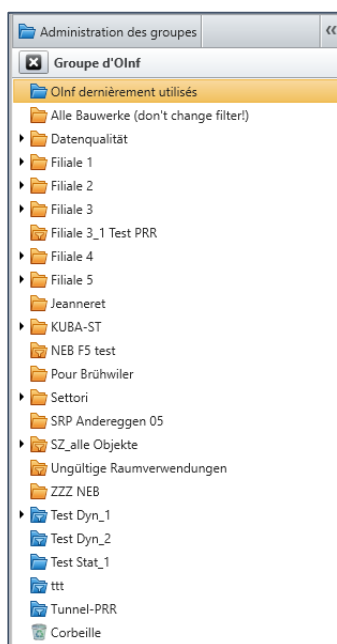 Administration des groupes
Groupe d'OInf
OInf dernièrement utilisés
Alle Bauwerke (don't change filter!)
Datenqualität
Filiale 1
Filiale 2
Filiale 3
Filiale 3_1 Test PRR
Filiale 4
Filiale 5
Jeanneret
KUBA-ST
NEB F5 test
Pour Brühwiler
Settori
SRP Andereggen 05
SZ_alle Objekte
Ungültige Raumverwendungen
ZZZ NEB
Test Dyn_1
Test Dyn_2
Test Stat_1
ttt
Tunnel-PRR
Corbeille